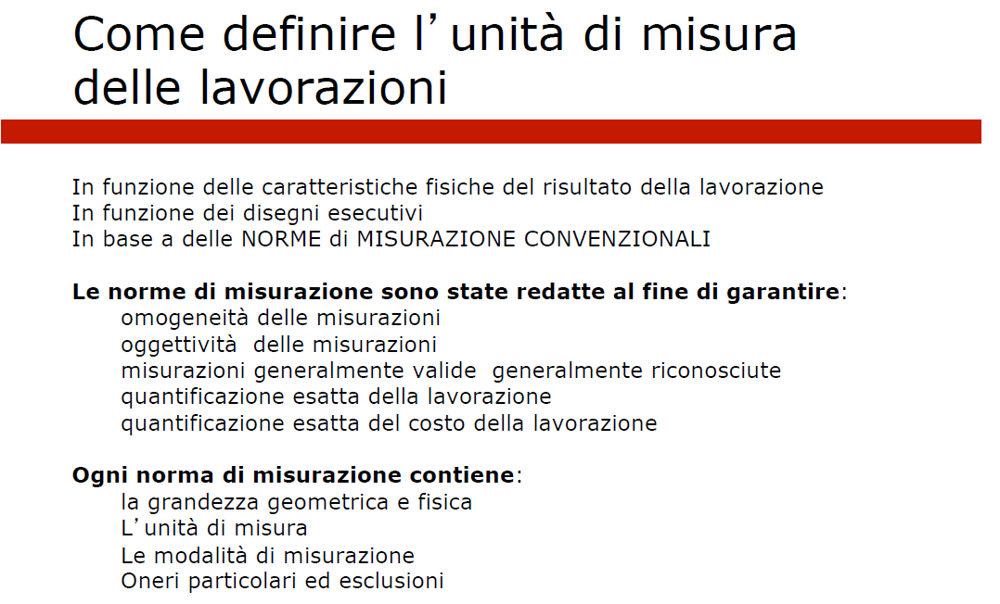 Come definire l’unità di misura
delle lavorazioni
In funzione delle caratteristiche fisiche del risultato della lavorazione
In funzione dei disegni esecutivi
In base a delle NORME di MISURAZIONE CONVENZIONALI
Le norme di misurazione sono state redatte al fine di garantire:
omogeneità delle misurazioni
oggettività delle misurazioni
misurazioni generalmente valide generalmente riconosciute
quantificazione esatta della lavorazione
quantificazione esatta del costo della lavorazione
Ogni norma di misurazione contiene:
la grandezza geometrica e fisica
L’unità di misura
Le modalità di misurazione
Oneri particolari ed esclusioni